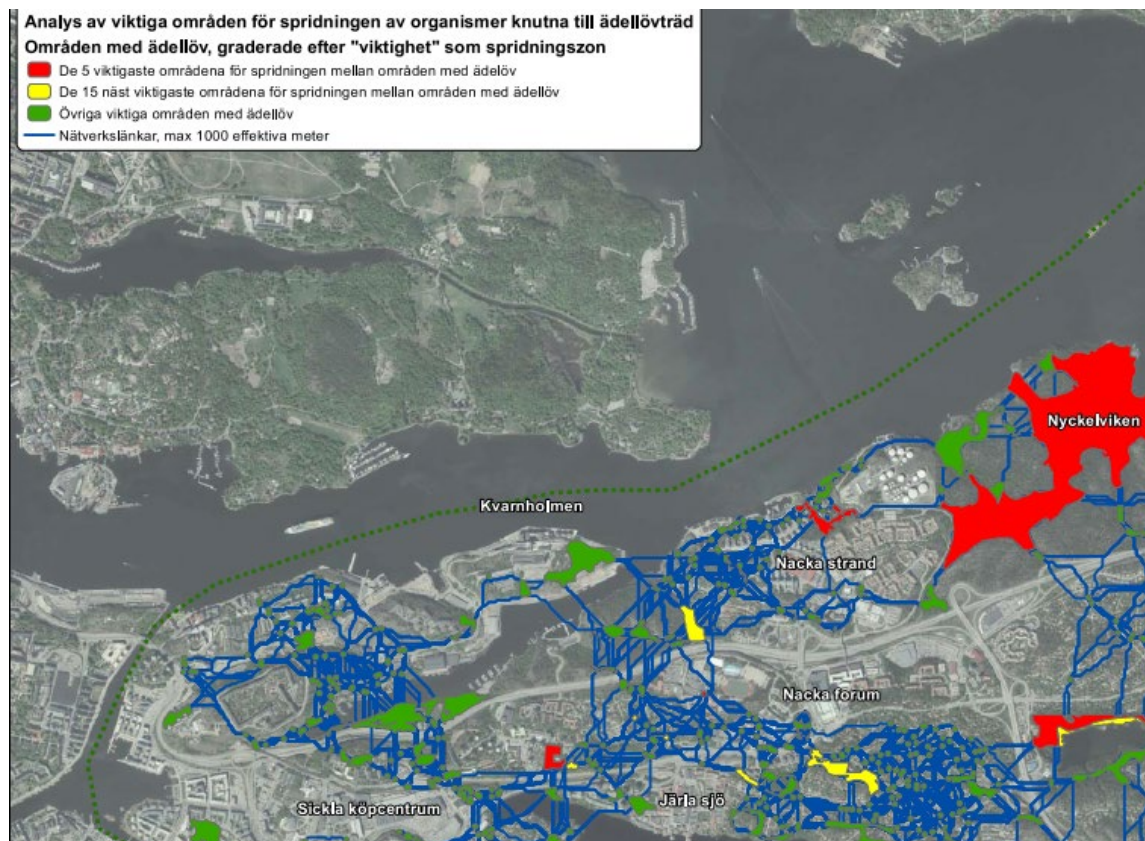 Analys av viktiga områden för spridningen av organismer knutna till ädellövträd
Områden med ädellöv, graderade efter "viktighet" som spridningszon
De 5 viktigaste områdena för spridningen mellan områden med ädelöv
De 15 näst viktigaste områdena för spridningen mellan områden med ädellöv
Övriga viktiga områden med ädellöv
Nätverkslänkar, max 1000 effektiva meter
Nyckelviken
Kvarnholmen
Nacka strand
Nacka forum
Sickla köpcentrum
Järla sjö